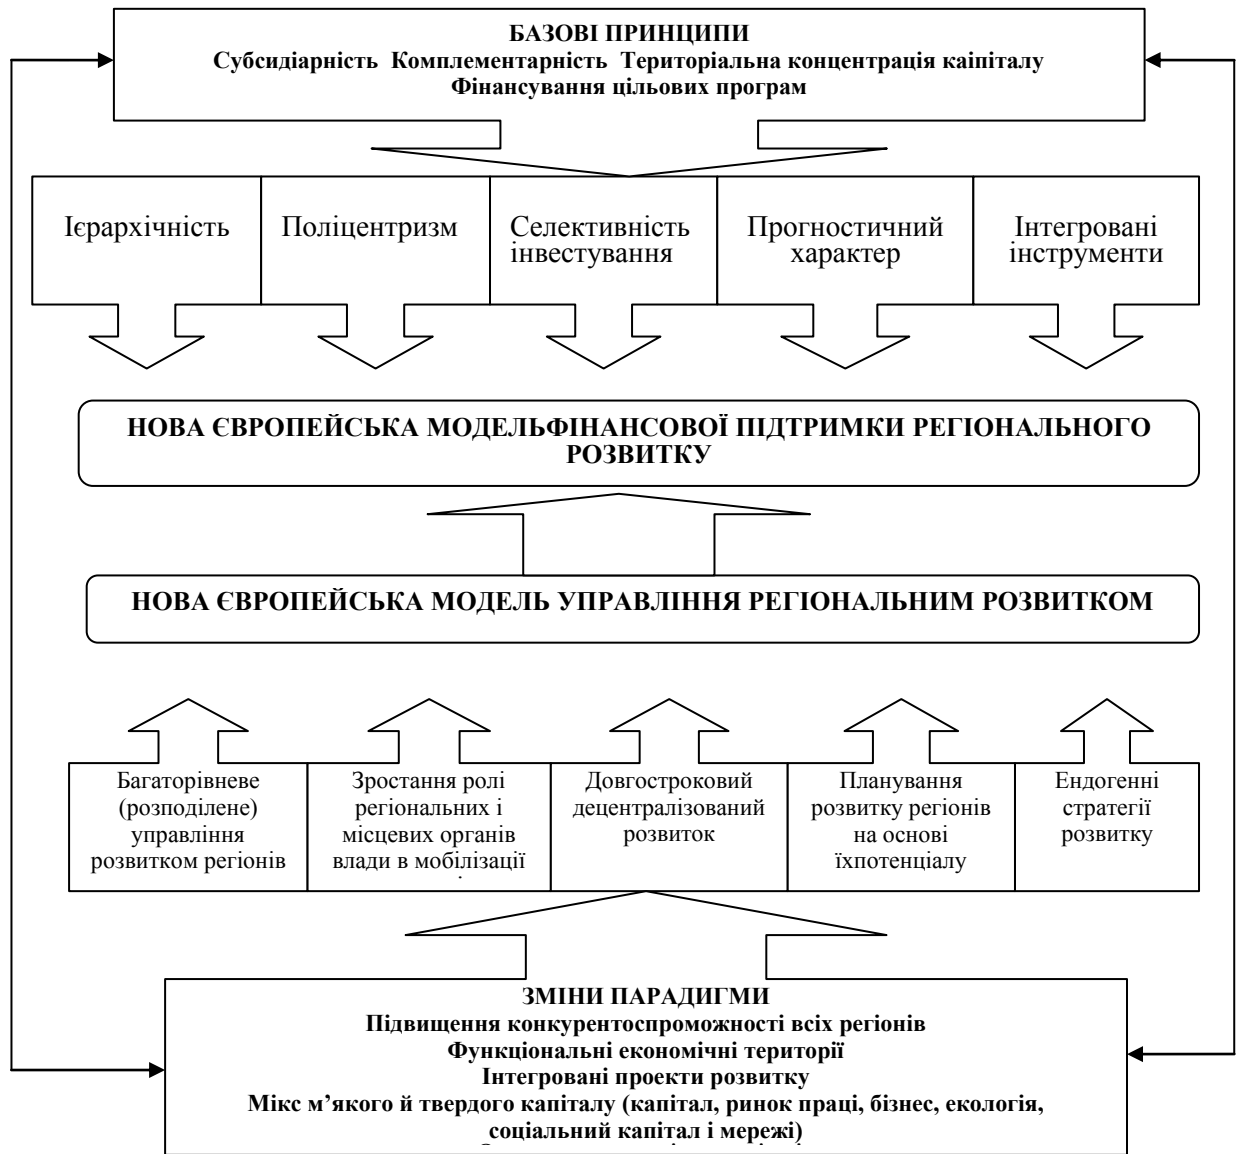 БАЗОВІ ПРИНЦИПИ
Субсидіарність Комплементарність Територіальна концентрація каіпіталу
Фінансування цільових програм
Ієрархічність
Поліцентризм
Селективність
інвестування
Прогностичний
характер
Інтегровані
інструменти
НОВА ЄВРОПЕЙСЬКА МОДЕЛЬФІНАНСОВОЇ ПІДТРИМКИ РЕГІОНАЛЬНОГО
РОЗВИТКУ
НОВА ЄВРОПЕЙСЬКА МОДЕЛЬ УПРАВЛІННЯ РЕГІОНАЛЬНИМ РОЗВИТКОМ
Багаторівневе
(розподілене)
управління
розвитком регіонів
Зростання ролі
регіональних і
місцевих органів
влади в мобілізації
Довгостроковий
децентралізований
розвиток
Планування
розвитку регіонів
на основі
їхпотенціалу
Ендогенні
стратегії
розвитку
ЗМІНИ ПАРАДИГМИ
Підвищення конкурентоспроможності всіх регіонів
Функціональні економічні території
Інтегровані проекти розвитку
Мікс м’якого й твердого капіталу (капітал, ринок праці, бізнес, екологія,
соціальний капітал і мережі)